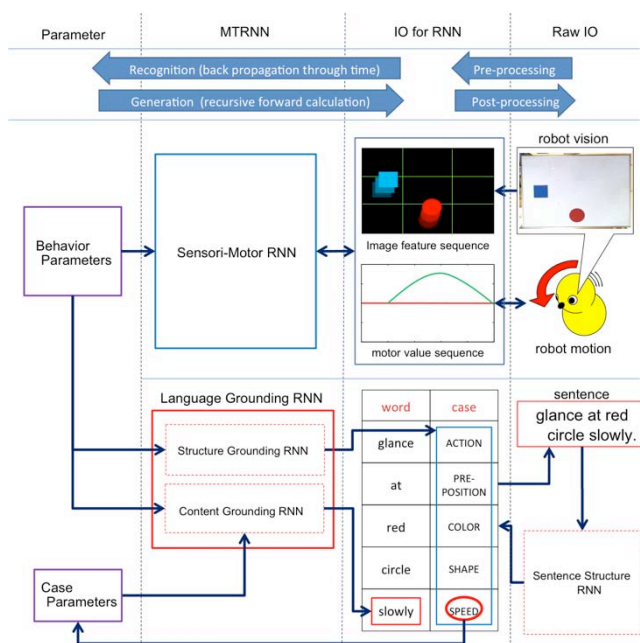 Parameter
MTRNN
IO for RNN
Raw IO
Recognition (back propagation through time)
Pre-processing
Generation (recursive forward calculation)
Post-processing
robot vision
Behavior
Parameters
Sensori-Motor RNN
Image feature sequence
motor value sequence
robot motion
Language Grounding RNN
Structure Grounding RNN
Content Grounding RNN
word
case
glance
ACTION
at
PRE-
POSITION
red
COLOR
circle
SHAPE
slowly
SPEED
sentence
glance at red
circle slowly.
Sentence Structure
RNN
Case
Parameters